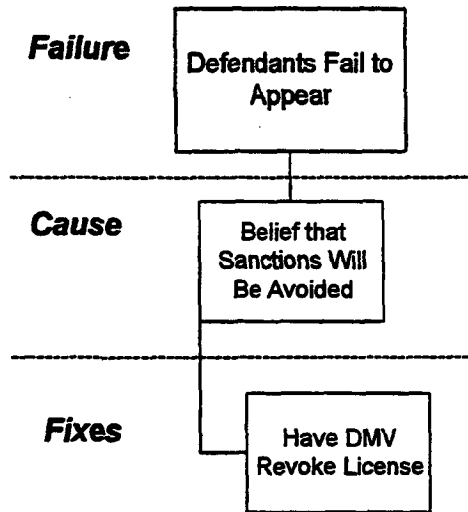 Failure
Defendants Fail to
Appear
Cause
Belief that
Sanctions Will
Be Avoided
Fixes
Have DMV
Revoke License